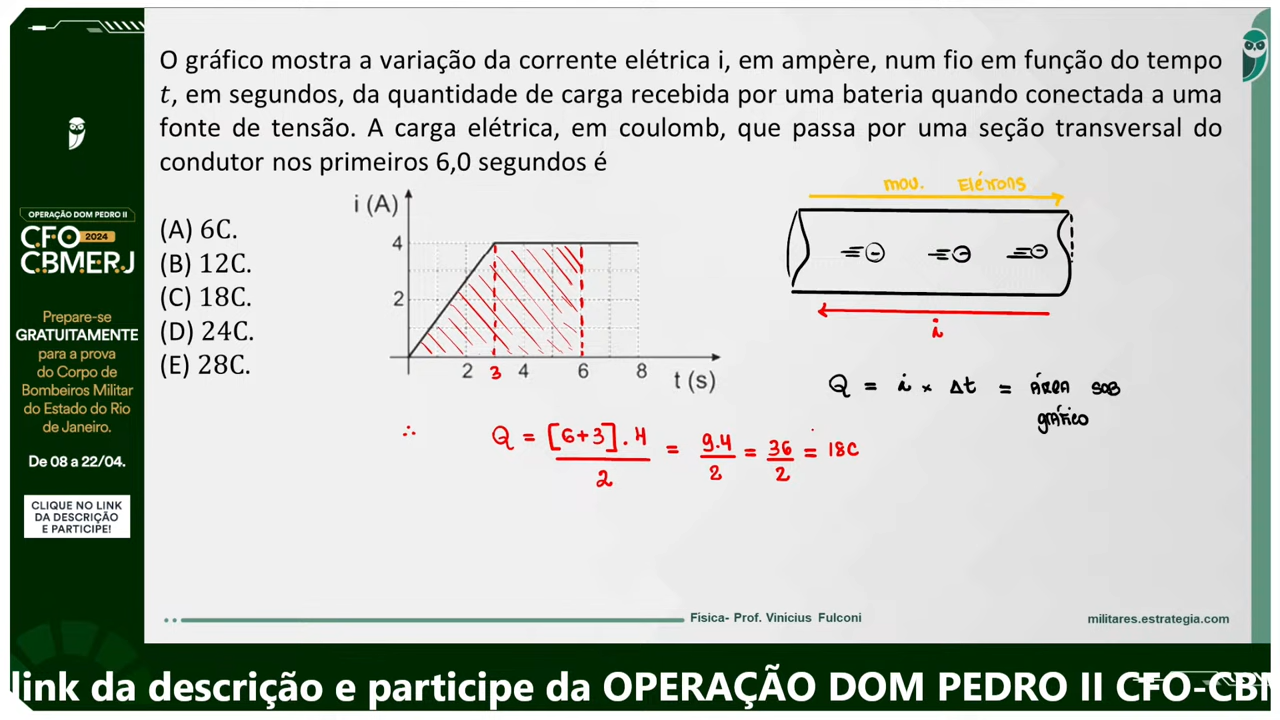 O gráfico mostra a variação da corrente elétrica i, em ampère, num fio em função do tempo
t, em segundos, da quantidade de carga recebida por uma bateria quando conectada a uma
fonte de tensão. A carga elétrica, em coulomb, que passa por uma seção transversal do
condutor nos primeiros 6,0 segundos é
(A) 6C.
(B) 12C.
(C) 18C.
(D) 24C.
(E) 28C.
i (A)
4
2
2
3
4
6
8
t (s)
mov. Elétrons
i
Q = i × Δt = ÁREA SOB
gRÁFICO
∴ Q = [6+3] . 4 / 2 = 9.4 / 2 = 36 / 2 = 18C
OPERAÇÃO DOM PEDRO II
CFO 2024
CBMERJ
Prepare-se
GRATUITAMENTE
para a prova
do Corpo de
Bombeiros Militar
do Estado do Rio
de Janeiro.
De 08 a 22/04.
CLIQUE NO LINK
DA DESCRIÇÃO
E PARTICIPE!
Física- Prof. Vinícius Fulconi
militares.estrategia.com
link da descrição e participe da OPERAÇÃO DOM PEDRO II CFO-CBM